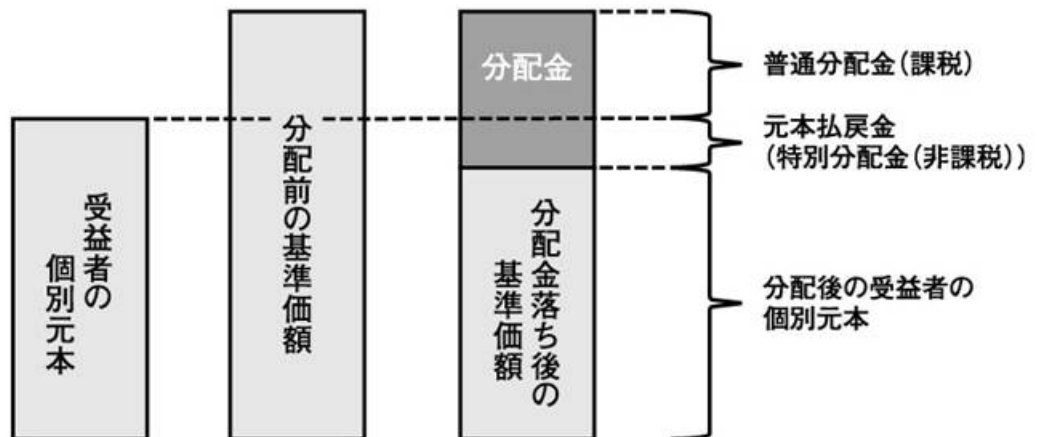 受益者の
個別元本
分配前の基準価額
分配金
分配金落ち後の
基準価額
普通分配金(課税)
元本払戻金
(特別分配金(非課税))
分配後の受益者の
個別元本